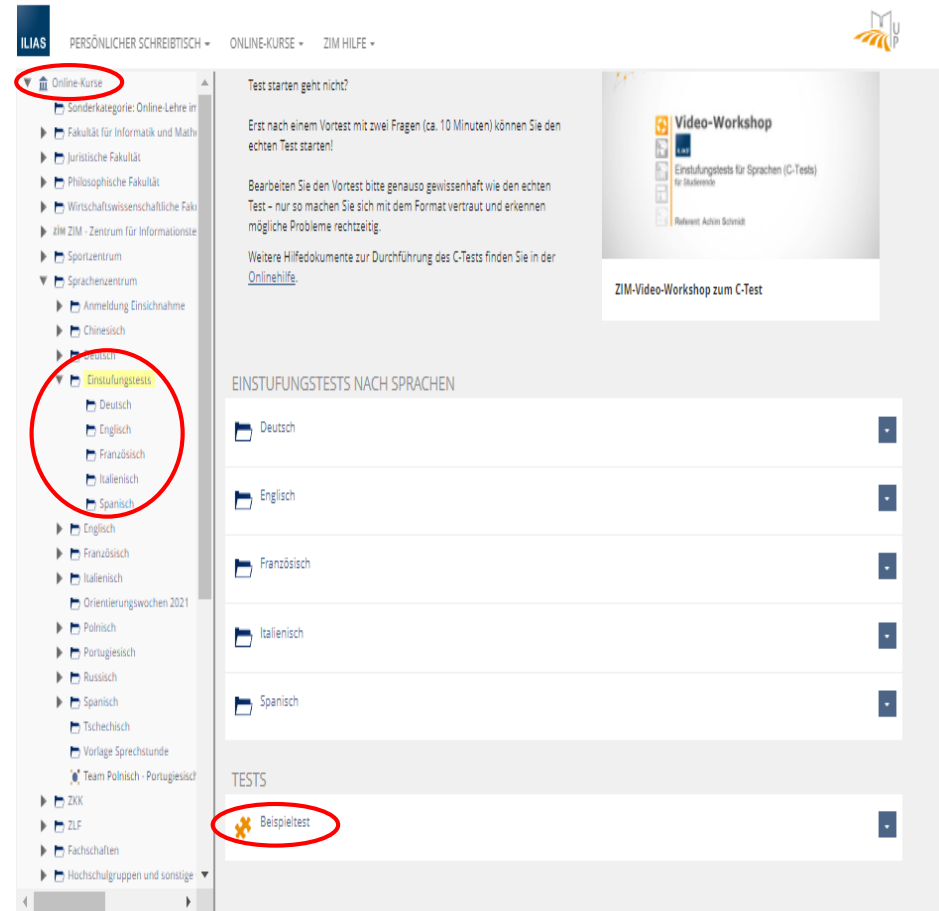 ILIAS
PERSÖNLICHER SCHREIBTISCH
ONLINE-KURSE
ZIM HILFE
UP
Online-Kurse
Sonderkategorie: Online-Lehre im
Fakultät für Informatik und Mathe
Juristische Fakultät
Philosophische Fakultät
Wirtschaftswissenschaftliche Faku
ZIM ZIM - Zentrum für Informationste
Sportzentrum
Sprachenzentrum
Anmeldung Einsichnahme
Chinesisch
Deutsch
Einstufungstests
Deutsch
Englisch
Französisch
Italienisch
Spanisch
Englisch
Französisch
Italienisch
Orientierungswochen 2021
Polnisch
Portugiesisch
Russisch
Spanisch
Tschechisch
Vorlage Sprechstunde
Team Polnisch - Portugiesisch
ZKK
ZLF
Fachschaften
Hochschulgruppen und sonstige
Test starten geht nicht?
Erst nach einem Vortest mit zwei Fragen (ca. 10 Minuten) können Sie den
echten Test starten!
Bearbeiten Sie den Vortest bitte genauso gewissenhaft wie den echten
Test – nur so machen Sie sich mit dem Format vertraut und erkennen
mögliche Probleme rechtzeitig.
Weitere Hilfedokumente zur Durchführung des C-Tests finden Sie in der
Onlinehilfe.
Video-Workshop
ILIAS
Einstufungstests für Sprachen (C-Tests)
für Studierende
Referent: Achim Schmidt
ZIM-Video-Workshop zum C-Test
EINSTUFUNGSTESTS NACH SPRACHEN
Deutsch
Englisch
Französisch
Italienisch
Spanisch
TESTS
Beispieltest